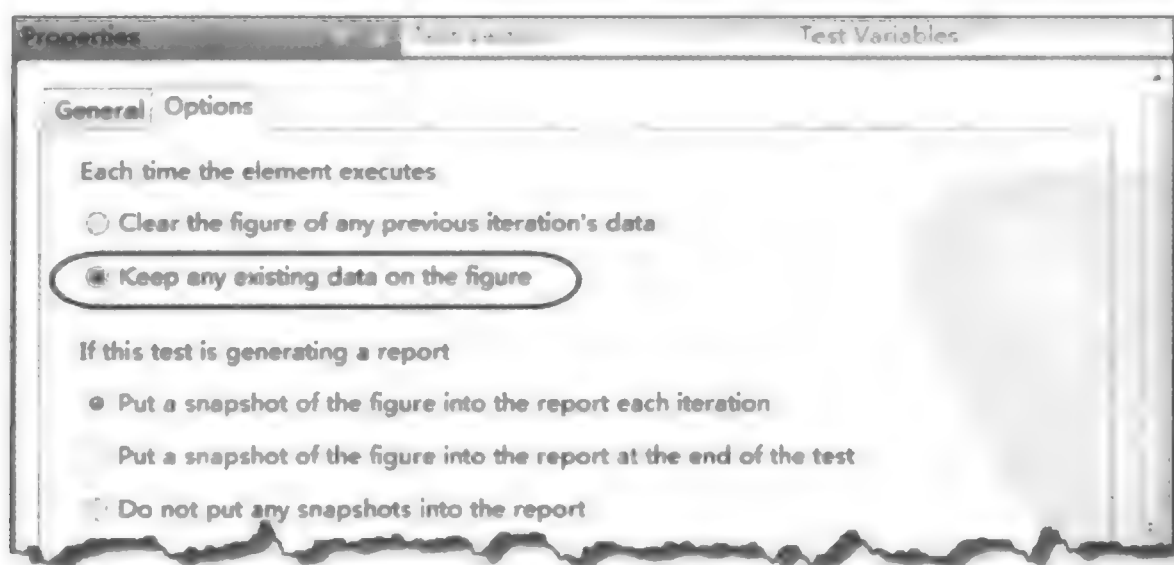 Properties Test Variables
General Options
Each time the element executes
Clear the figure of any previous iteration's data
Keep any existing data on the figure
If this test is generating a report
Put a snapshot of the figure into the report each iteration
Put a snapshot of the figure into the report at the end of the test
Do not put any snapshots into the report